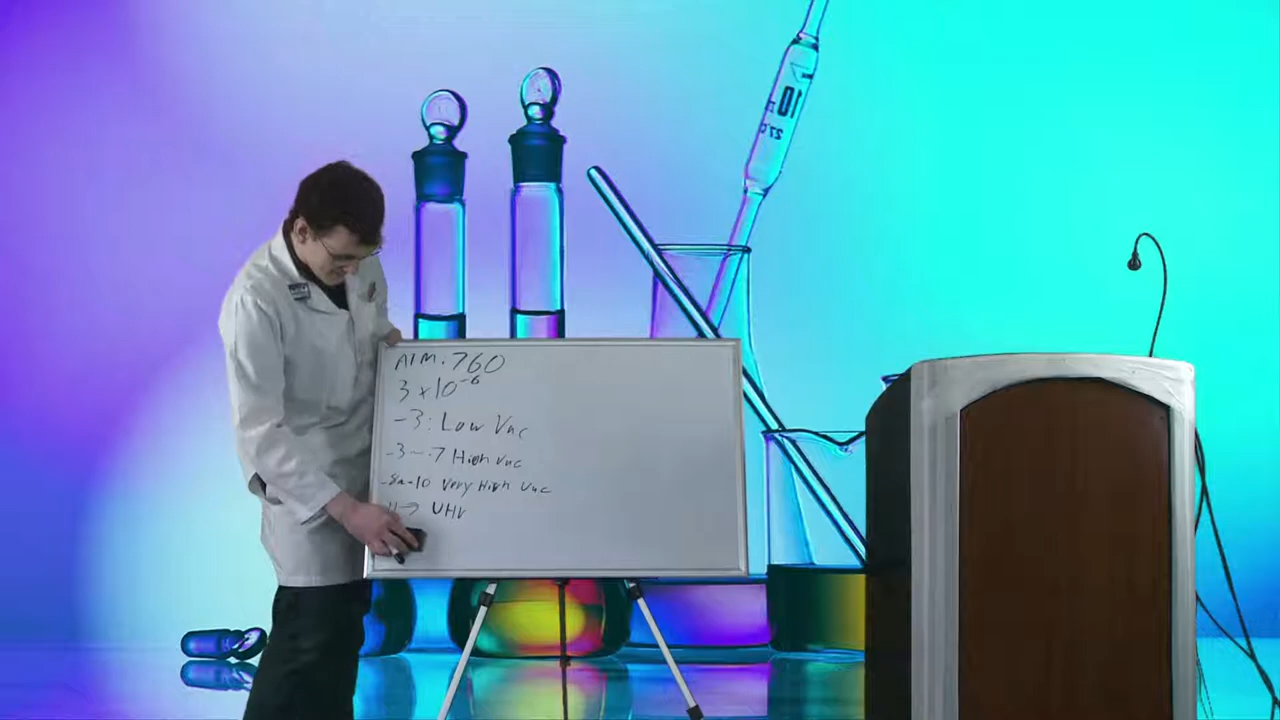 ATM. 760
3 x 10⁻⁶
-3: Low Vac
-3 ~ -7 High Vac
-8~-10 Very High Vac
11 → UHV
10